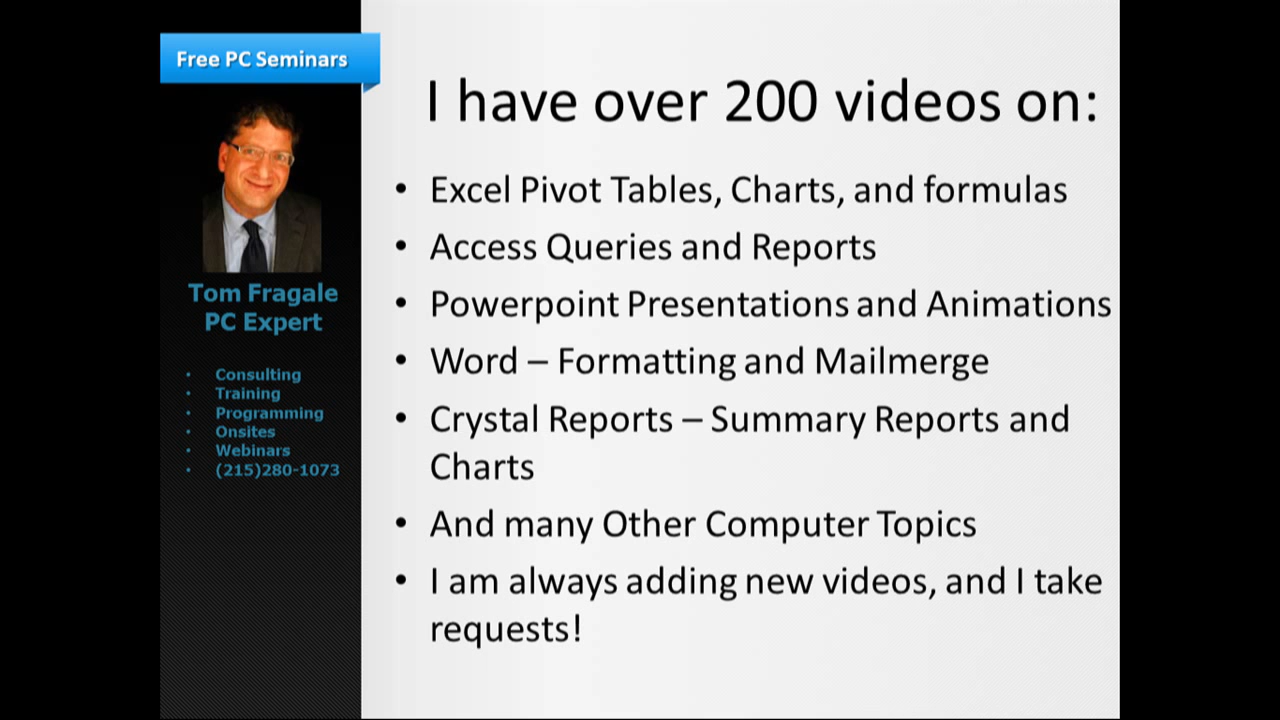 Free PC Seminars
Tom Fragale
PC Expert
• Consulting
• Training
• Programming
• Onsites
• Webinars
• (215)280-1073
I have over 200 videos on:
• Excel Pivot Tables, Charts, and formulas
• Access Queries and Reports
• Powerpoint Presentations and Animations
• Word – Formatting and Mailmerge
• Crystal Reports – Summary Reports and
Charts
• And many Other Computer Topics
• I am always adding new videos, and I take
requests!